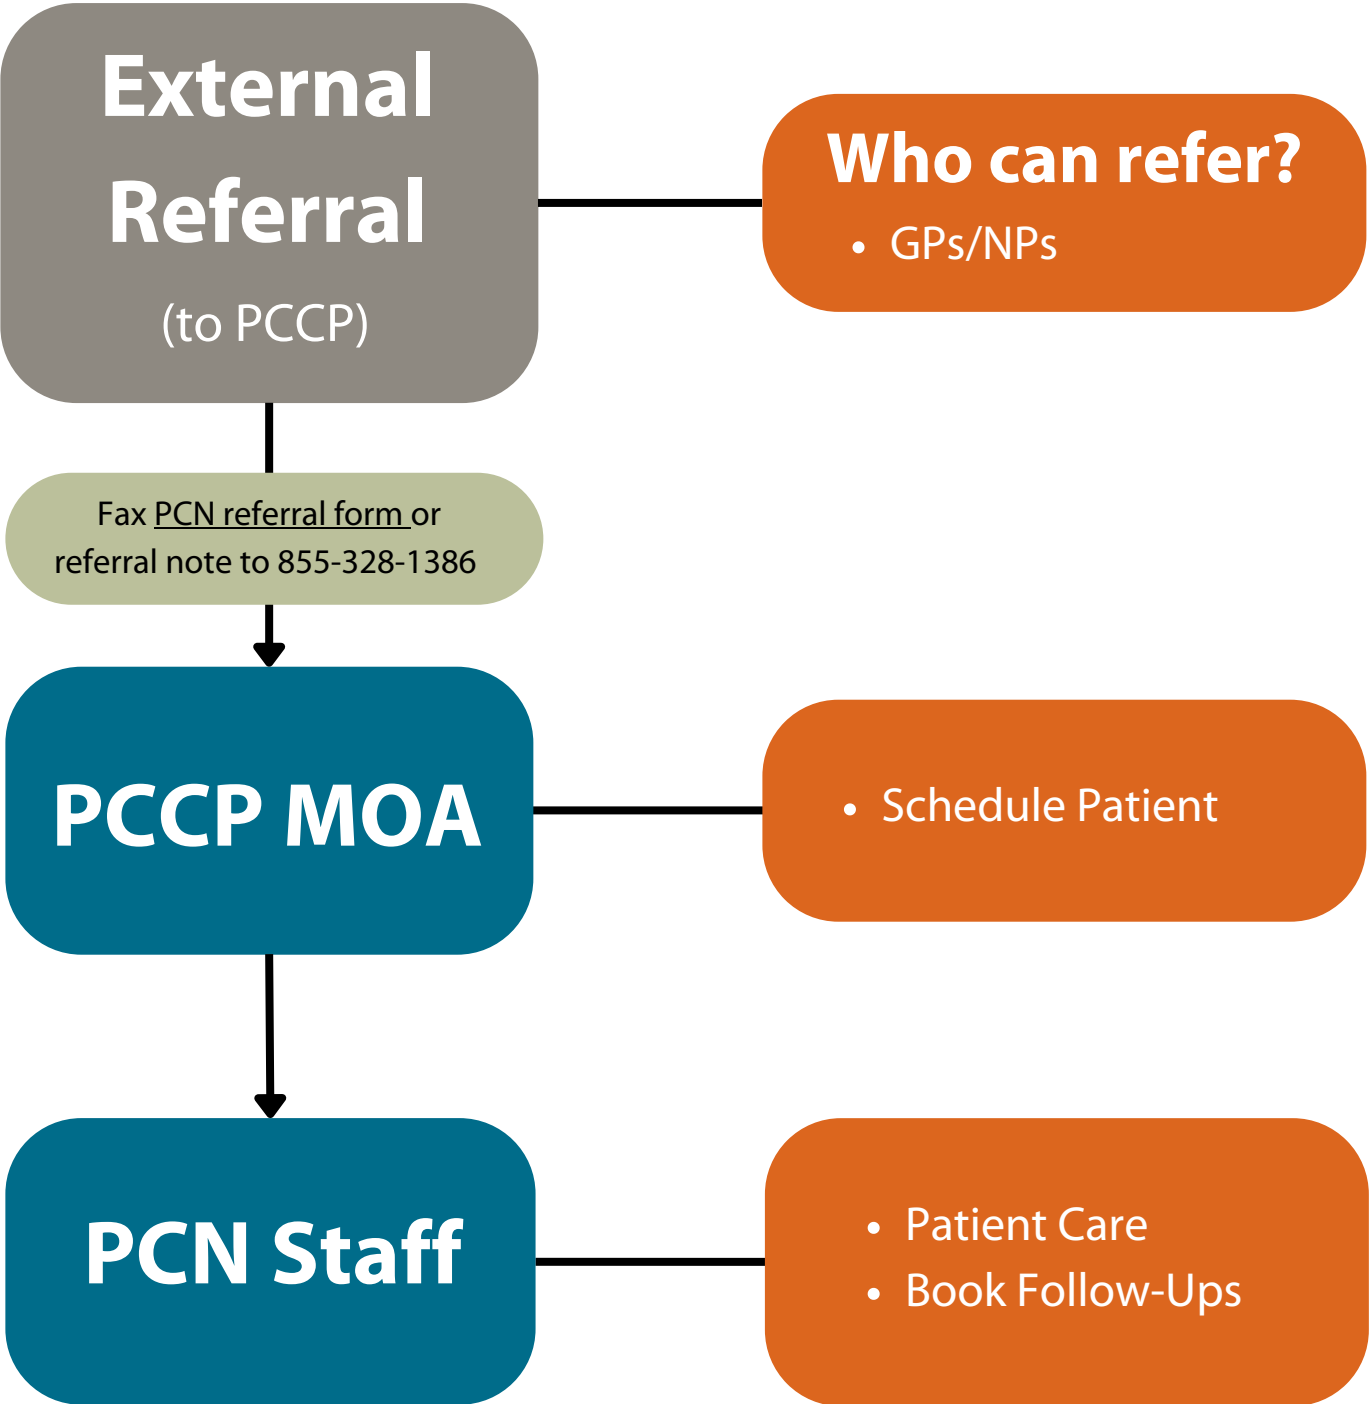 External
Referral
(to PCCP)
Who can refer?
• GPs/NPs
Fax PCN referral form or
referral note to 855-328-1386
PCCP MOA
• Schedule Patient
PCN Staff
• Patient Care
• Book Follow-Ups